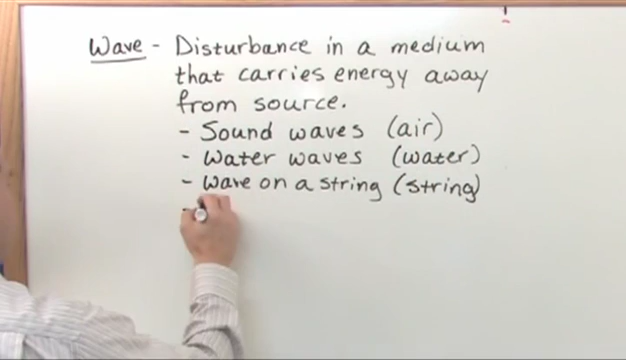 Wave - Disturbance in a medium
that carries energy away
from source.
- Sound waves (air)
- Water waves (water)
- Wave on a string (string)
-